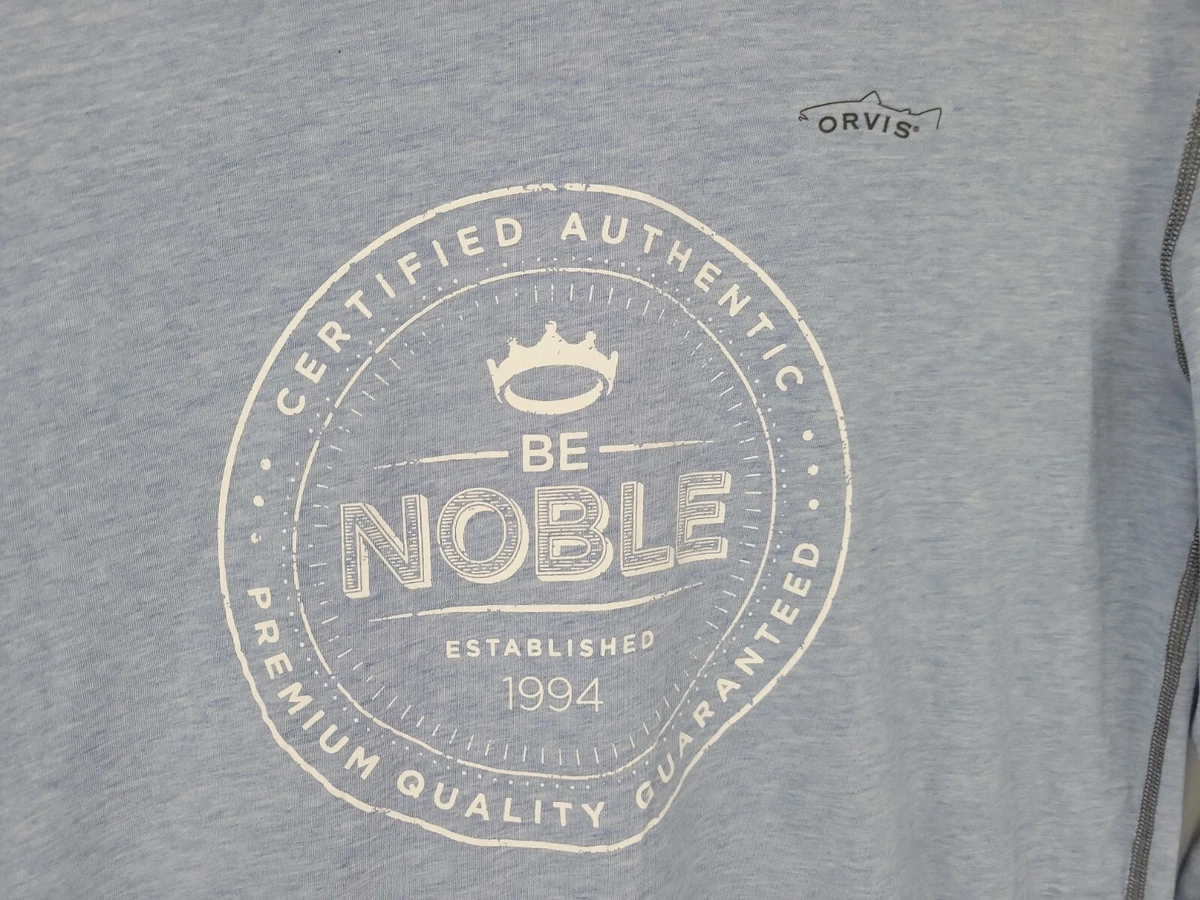 ORVIS®
CERTIFIED AUTHENTIC
BE
NOBLE
ESTABLISHED
1994
PREMIUM QUALITY GUARANTEED